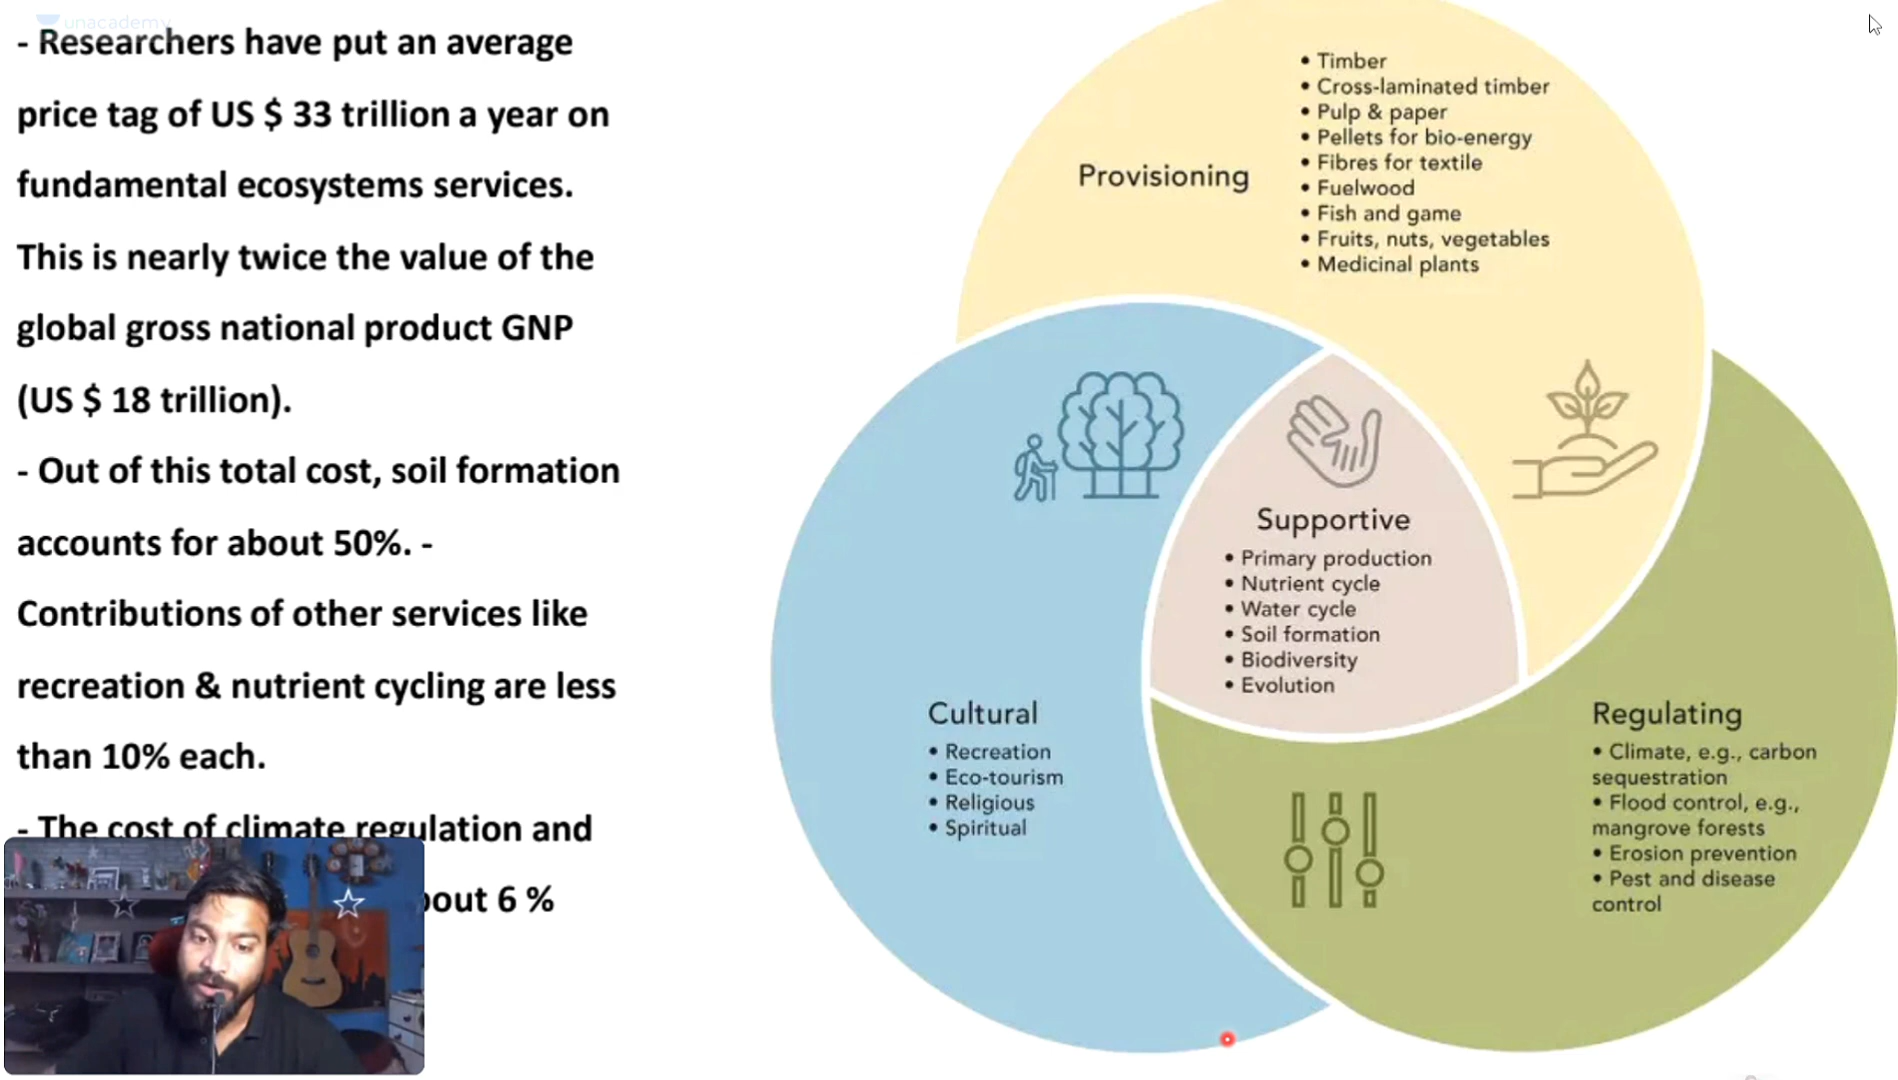 unacademy
- Researchers have put an average
price tag of US $ 33 trillion a year on
fundamental ecosystems services.
This is nearly twice the value of the
global gross national product GNP
(US $ 18 trillion).
- Out of this total cost, soil formation
accounts for about 50%. -
Contributions of other services like
recreation & nutrient cycling are less
than 10% each.
- The cost of climate regulation and
6 %
Provisioning
• Timber
• Cross-laminated timber
• Pulp & paper
• Pellets for bio-energy
• Fibres for textile
• Fuelwood
• Fish and game
• Fruits, nuts, vegetables
• Medicinal plants
Supportive
• Primary production
• Nutrient cycle
• Water cycle
• Soil formation
• Biodiversity
• Evolution
Cultural
• Recreation
• Eco-tourism
• Religious
• Spiritual
Regulating
• Climate, e.g., carbon
sequestration
• Flood control, e.g.,
mangrove forests
• Erosion prevention
• Pest and disease
control